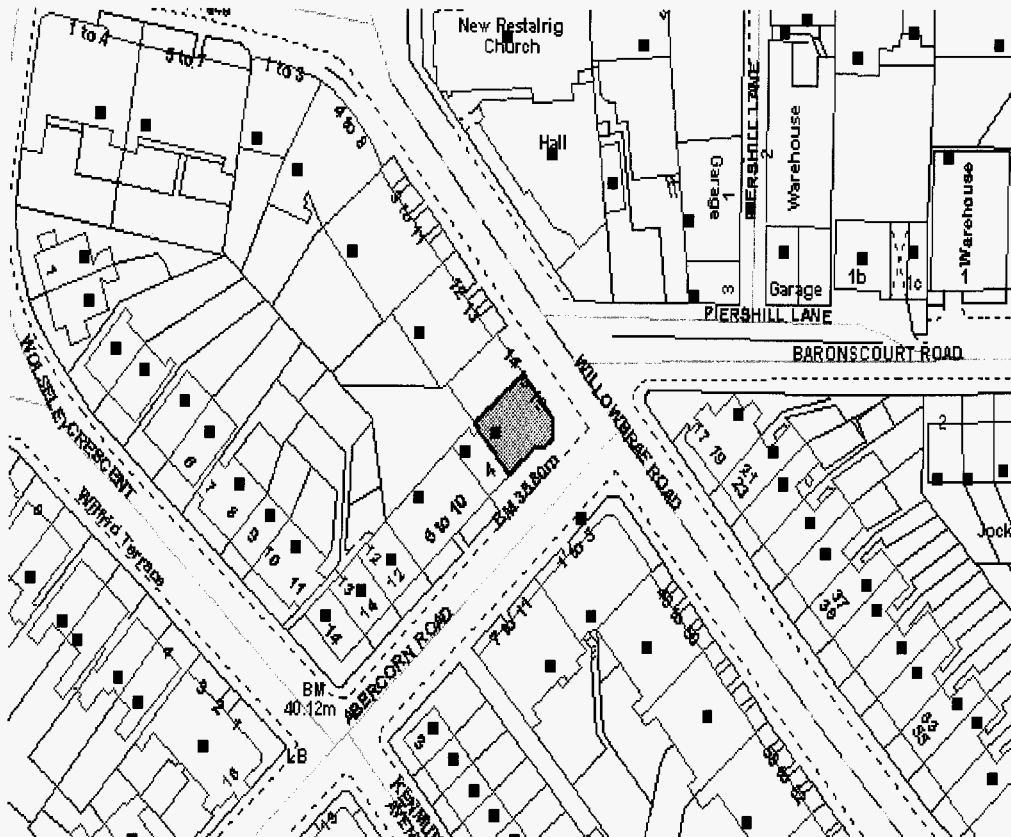 1 to 4
5 to 7
1 to 3
4 to 8
New Restalrig
Church
Hall
Garage
1
PIERSHILL LANE
2
Warehouse
Warehouse
1
9 to 11
12
13
3
Garage
1b
1c
PIERSHILL LANE
BARONSCOURT ROAD
1
WOLSELEY CRESCENT
WILLOWBRAE ROAD
6
7
8
9
10
11
4
6 to 10
BM 38.80m
12
12
13
14
14
17
19
21
23
2
Jock
Wilfrid Terrace
4
3
2
1
16
BM
40.12m
ABERCORN ROAD
LB
1 to 5
7 to 11
37
39
3